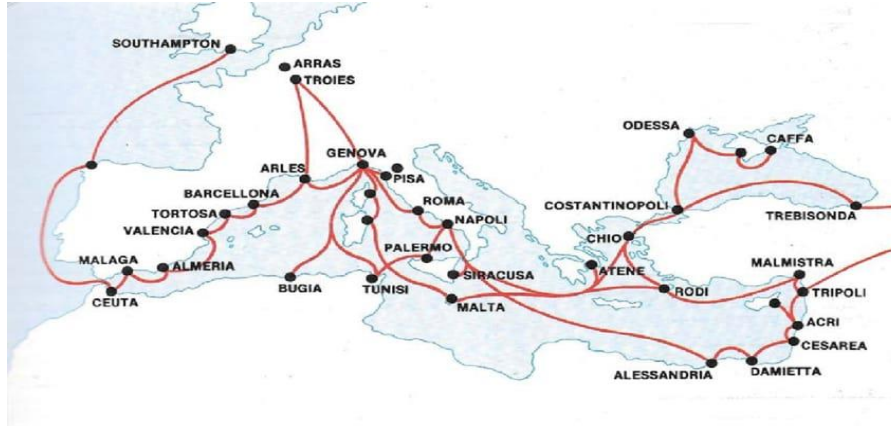 SOUTHAMPTON
ARRAS
TROIES
GENOVA
ARLES
PISA
BARCELLONA
ROMA
TORTOSA
NAPOLI
VALENCIA
PALERMO
MALAGA
ALMERIA
SIRACUSA
CEUTA
BUGIA
TUNISI
MALTA
ODESSA
CAFFA
COSTANTINOPOLI
TREBISONDA
CHIO
ATENE
MALMISTRA
RODI
TRIPOLI
ACRI
CESAREA
ALESSANDRIA
DAMIETTA